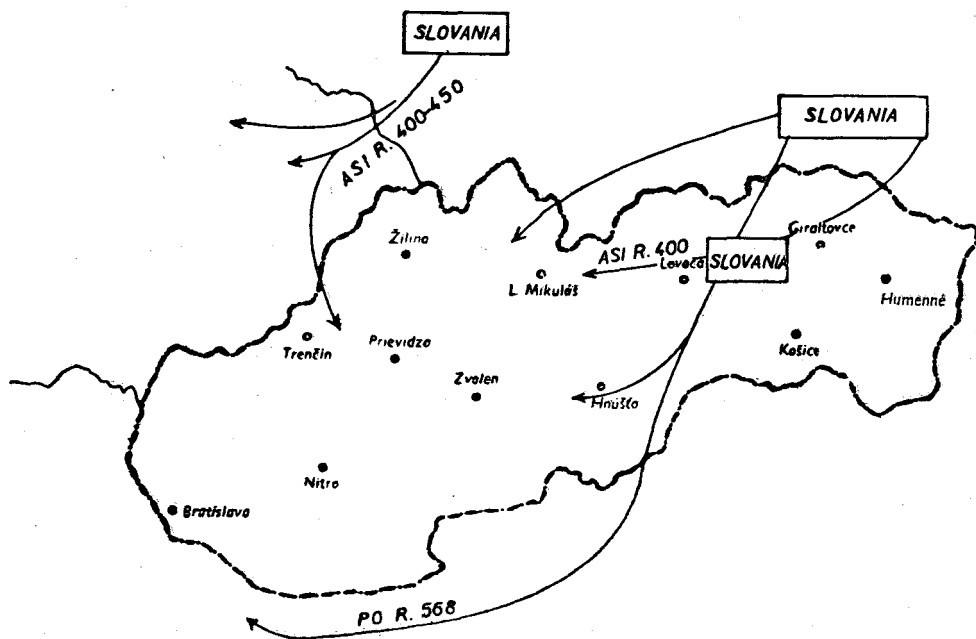 SLOVANIA
SLOVANIA
ASI R. 400-450
Žilina
Giraltovce
ASI R. 400
Levoča
SLOVANIA
L. Mikuláš
Humenné
Trenčín
Prievidza
Košice
Zvolen
Hnúšťa
Nitra
Bratislava
PO R. 568